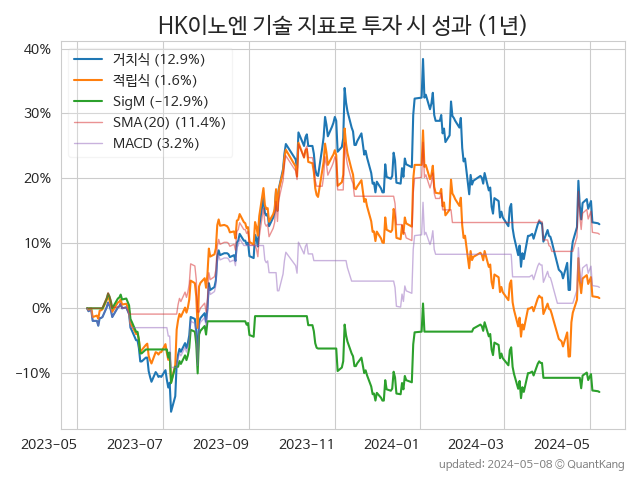 HK이노엔 기술 지표로 투자 시 성과 (1년)
40%
30%
20%
10%
0%
−10%
거치식 (12.9%)
적립식 (1.6%)
SigM (−12.9%)
SMA(20) (11.4%)
MACD (3.2%)
2023−05 2023−07 2023−09 2023−11 2024−01 2024−03 2024−05
updated: 2024-05-08 © QuantKang